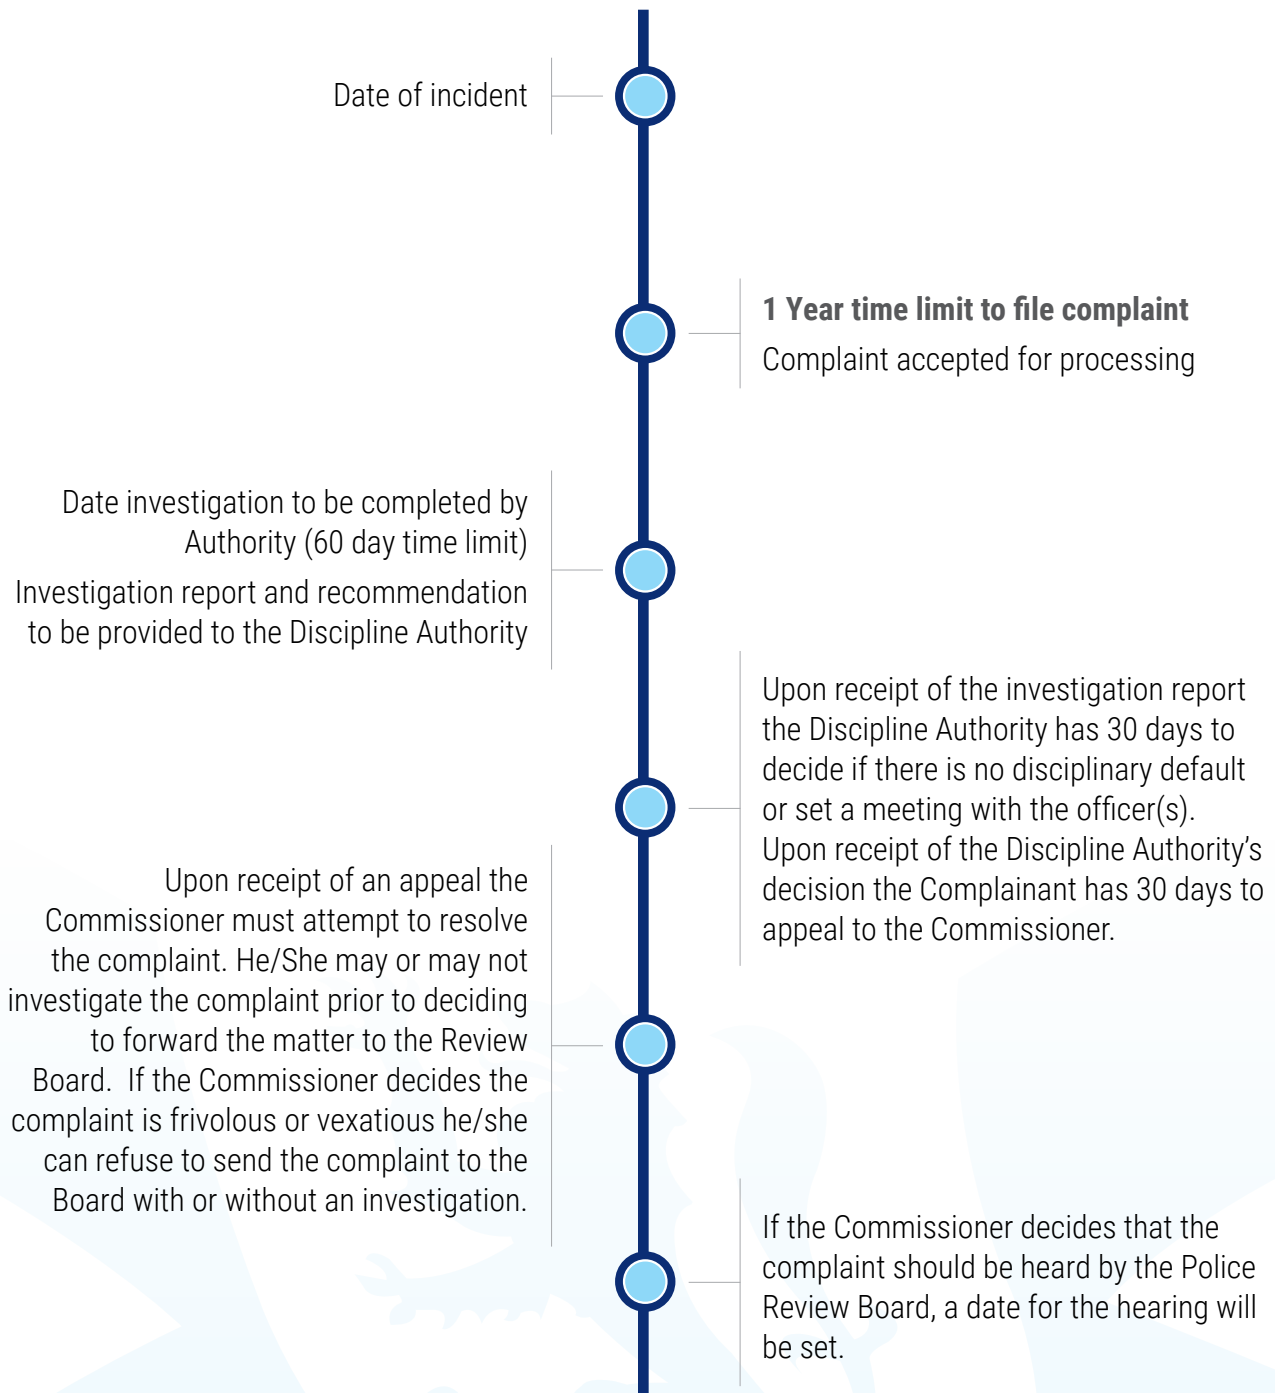 Date of incident
1 Year time limit to file complaint
Complaint accepted for processing
Date investigation to be completed by
Authority (60 day time limit)
Investigation report and recommendation
to be provided to the Discipline Authority
Upon receipt of the investigation report
the Discipline Authority has 30 days to
decide if there is no disciplinary default
or set a meeting with the officer(s).
Upon receipt of the Discipline Authority’s
decision the Complainant has 30 days to
appeal to the Commissioner.
Upon receipt of an appeal the
Commissioner must attempt to resolve
the complaint. He/She may or may not
investigate the complaint prior to deciding
to forward the matter to the Review
Board.  If the Commissioner decides the
complaint is frivolous or vexatious he/she
can refuse to send the complaint to the
Board with or without an investigation.
If the Commissioner decides that the
complaint should be heard by the Police
Review Board, a date for the hearing will
be set.